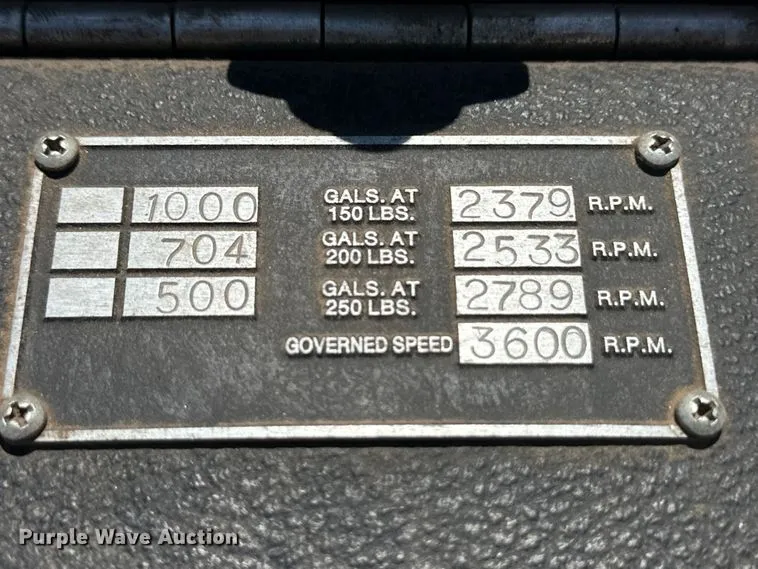 1000 GALS. AT 150 LBS. 2379 R.P.M.
704 GALS. AT 200 LBS. 2533 R.P.M.
500 GALS. AT 250 LBS. 2789 R.P.M.
GOVERNED SPEED 3600 R.P.M.
Purple Wave Auction